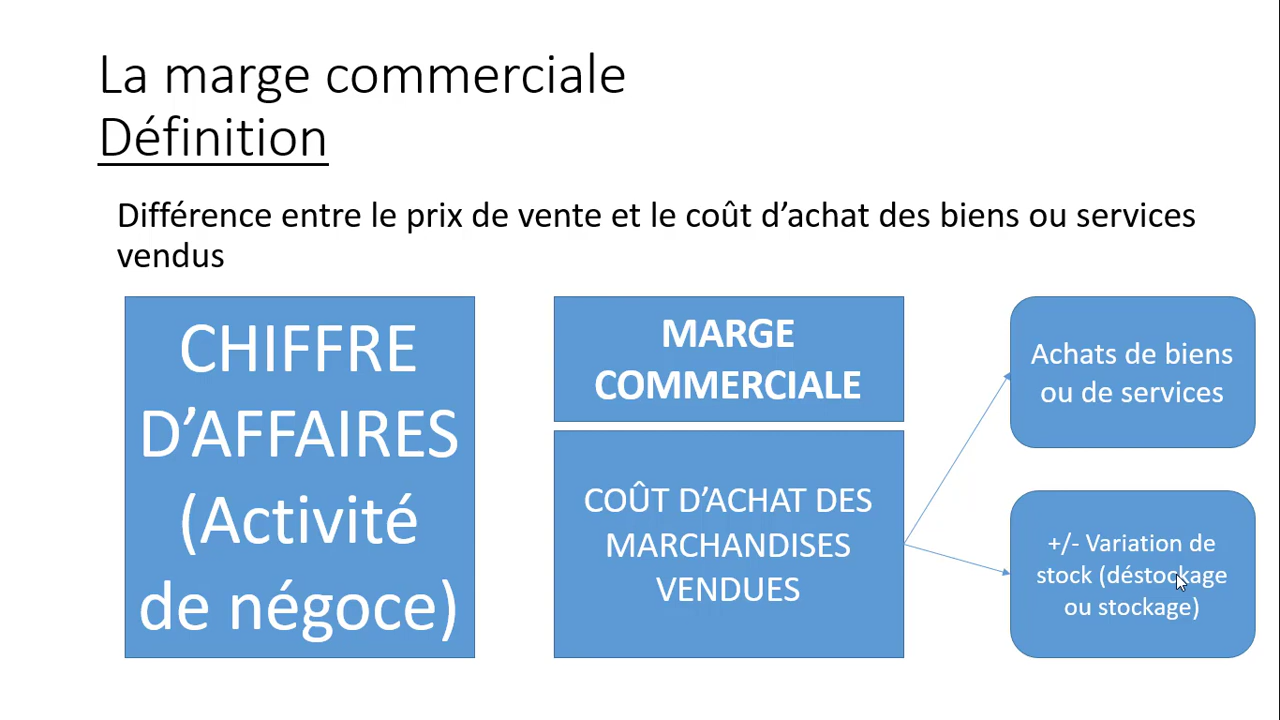 La marge commerciale
Définition
Différence entre le prix de vente et le coût d’achat des biens ou services
vendus
CHIFFRE
D’AFFAIRES
(Activité
de négoce)
MARGE
COMMERCIALE
COÛT D’ACHAT DES
MARCHANDISES
VENDUES
Achats de biens
ou de services
+/- Variation de
stock (déstockage
ou stockage)